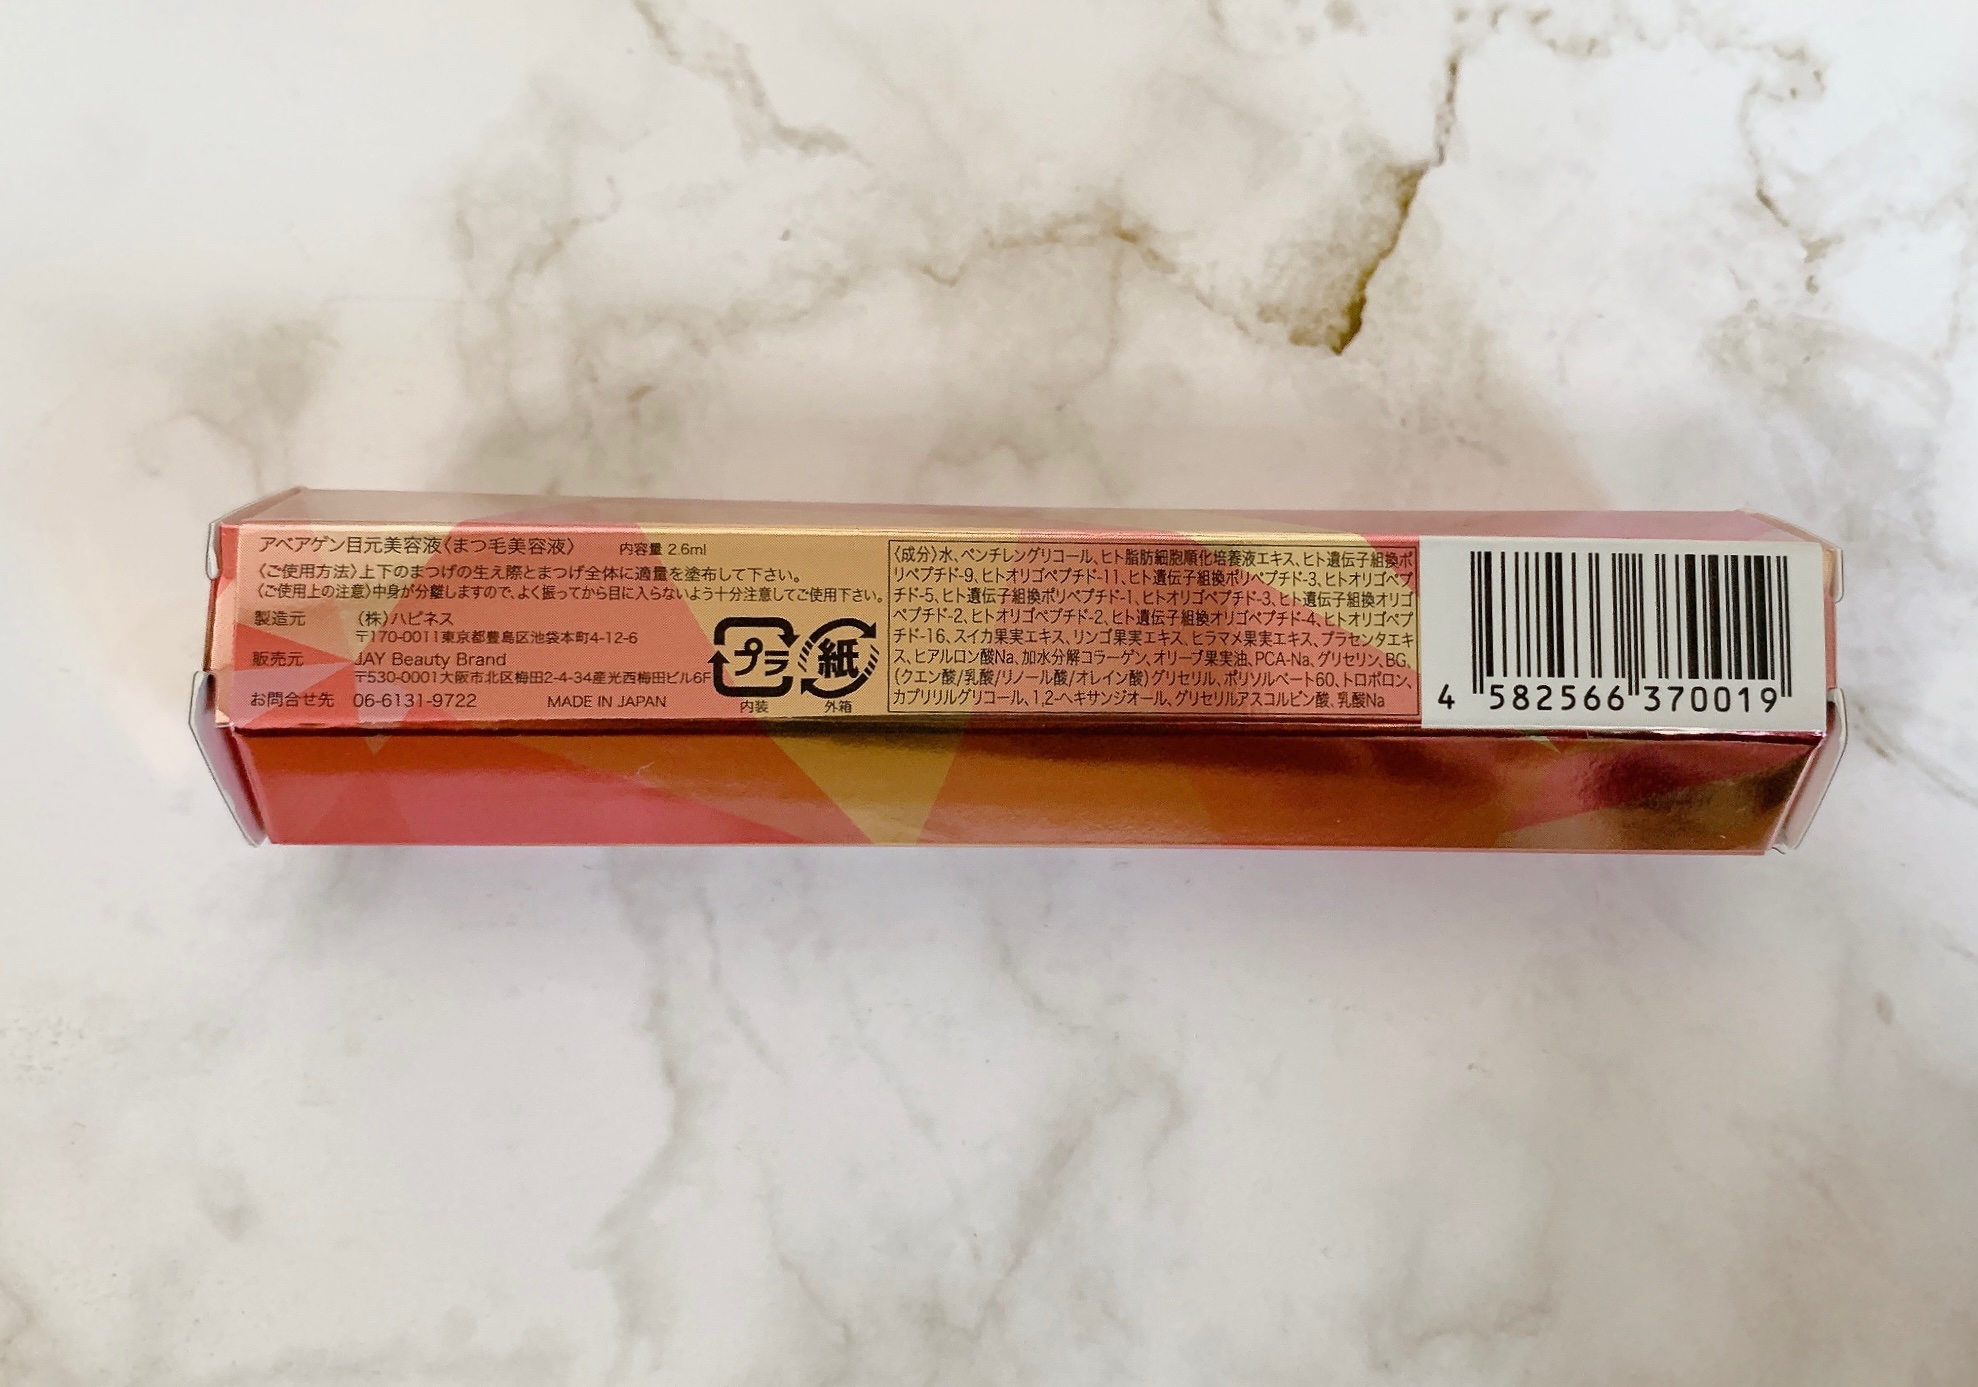 アベアゲン目元美容液〈まつ毛美容液〉 内容量 2.6ml
〈ご使用方法〉上下のまつげの生え際とまつげ全体に適量を塗布して下さい。
〈ご使用上の注意〉中身が分離しますので、よく振ってから目に入らないよう十分注意してご使用下さい。
製造元 (株)ハピネス
〒170-0011東京都豊島区池袋本町4-12-6
販売元 JAY Beauty Brand
〒530-0001大阪市北区梅田2-4-34産光西梅田ビル6F
お問合せ先 06-6131-9722 MADE IN JAPAN
プラ
内装
紙
外箱
〈成分〉水、ペンチレングリコール、ヒト脂肪細胞順化培養液エキス、ヒト遺伝子組換ポ
リペプチド-9、ヒトオリゴペプチド-11、ヒト遺伝子組換ポリペプチド-3、ヒトオリゴペプ
チド-5、ヒト遺伝子組換ポリペプチド-1、ヒトオリゴペプチド-3、ヒト遺伝子組換オリゴ
ペプチド-2、ヒトオリゴペプチド-2、ヒト遺伝子組換オリゴペプチド-4、ヒトオリゴペプ
チド-16、スイカ果実エキス、リンゴ果実エキス、ヒラマメ果実エキス、プラセンタエキ
ス、ヒアルロン酸Na、加水分解コラーゲン、オリーブ果実油、PCA-Na、グリセリン、BG、
(クエン酸/乳酸/リノール酸/オレイン酸)グリセリル、ポリソルベート60、トロポロン、
カプリリルグリコール、1,2-ヘキサンジオール、グリセリルアスコルビン酸、乳酸Na
4 582566 370019